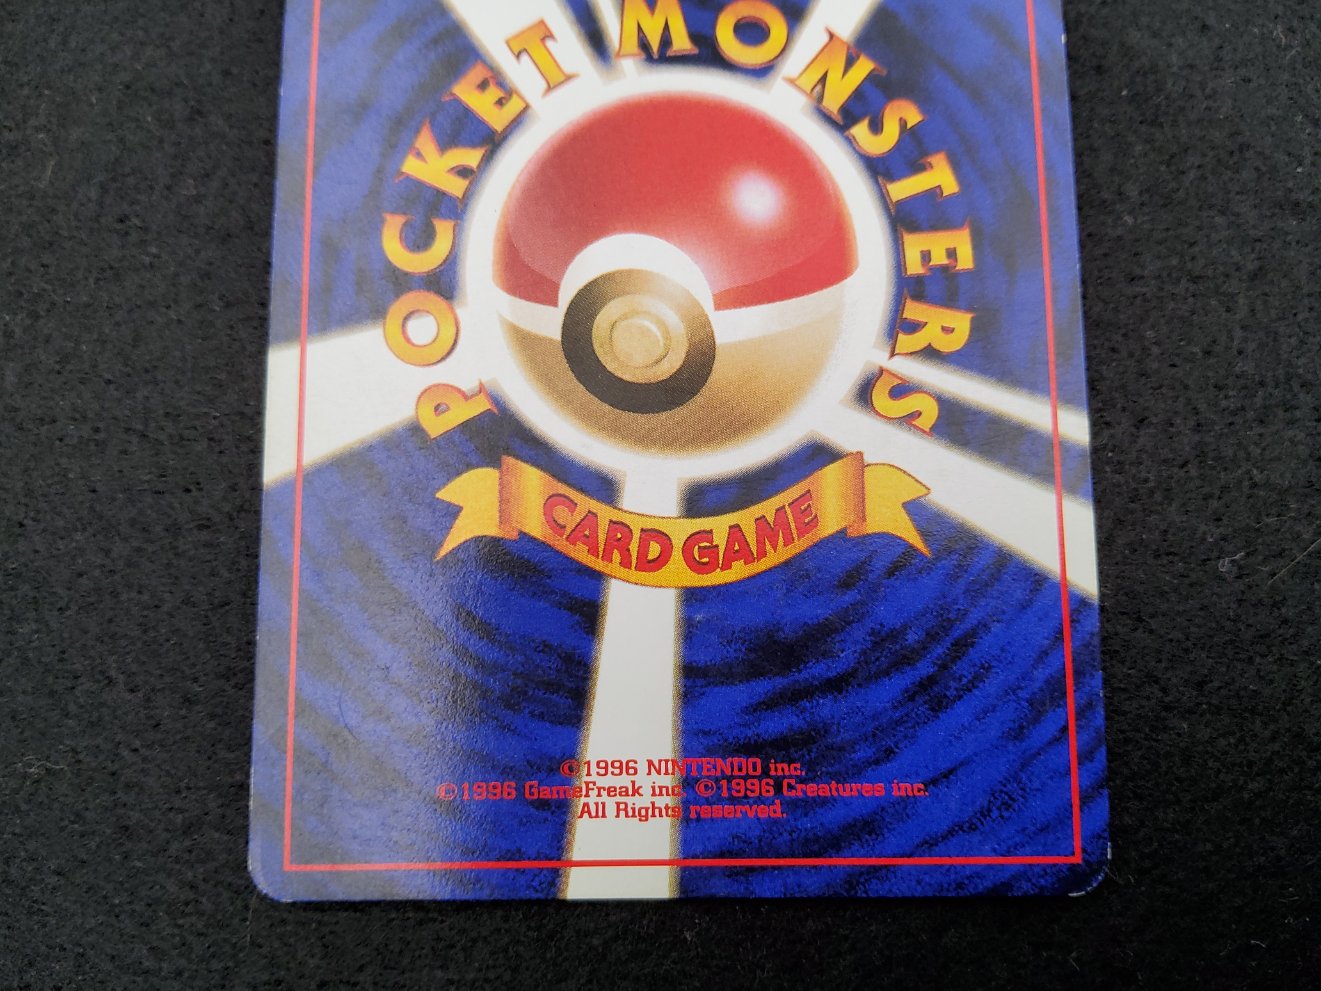 POCKET MONSTERS
CARD GAME
©1996 NINTENDO inc.
©1996 GameFreak inc. ©1996 Creatures inc.
All Rights reserved.